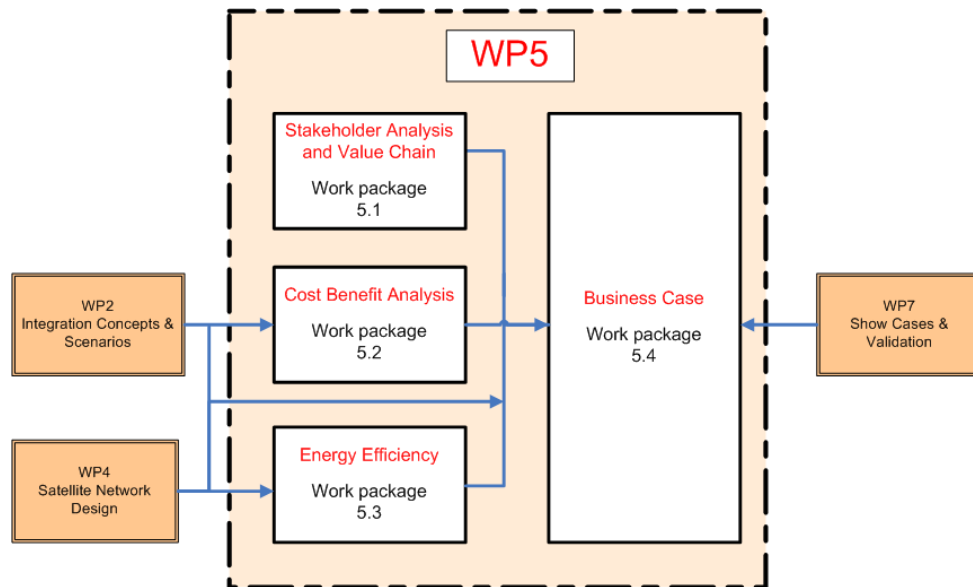 WP5
Stakeholder Analysis
and Value Chain
Work package
5.1
Cost Benefit Analysis
Work package
5.2
Energy Efficiency
Work package
5.3
Business Case
Work package
5.4
WP2
Integration Concepts &
Scenarios
WP4
Satellite Network
Design
WP7
Show Cases &
Validation